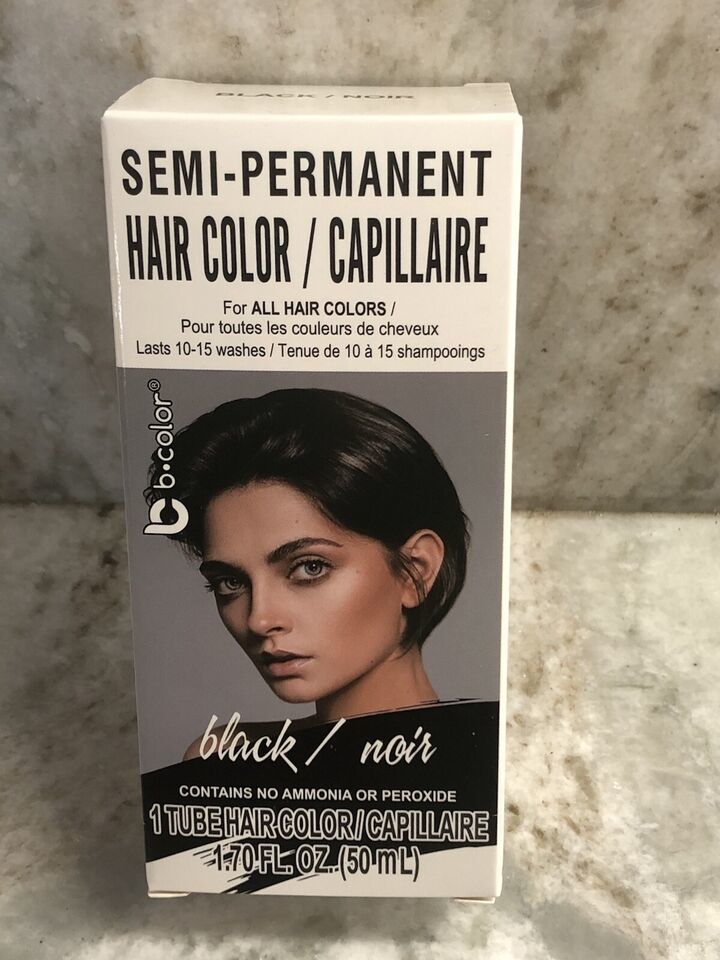 BLACK / NOIR
SEMI-PERMANENT
HAIR COLOR / CAPILLAIRE
For ALL HAIR COLORS /
Pour toutes les couleurs de cheveux
Lasts 10-15 washes / Tenue de 10 à 15 shampooings
b•color®
black / noir
CONTAINS NO AMMONIA OR PEROXIDE
1 TUBE HAIR COLOR / CAPILLAIRE
1.70 FL. OZ. (50 mL)